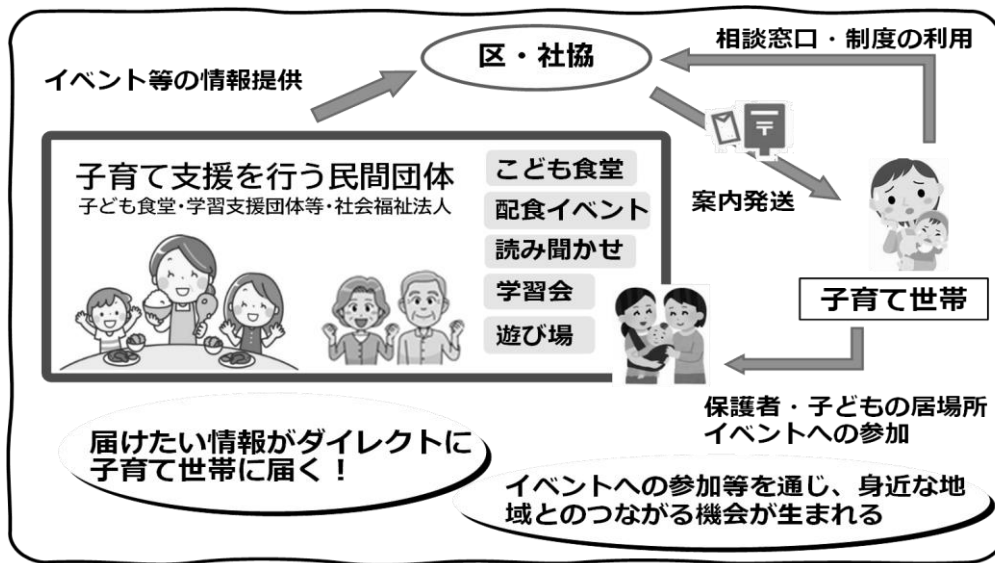 区・社協
相談窓口・制度の利用
イベント等の情報提供
子育て支援を行う民間団体
子ども食堂・学習支援団体等・社会福祉法人
こども食堂
配食イベント
読み聞かせ
学習会
遊び場
〒
案内発送
子育て世帯
保護者・子どもの居場所
イベントへの参加
届けたい情報がダイレクトに
子育て世帯に届く！
イベントへの参加等を通じ、身近な地
域とのつながる機会が生まれる